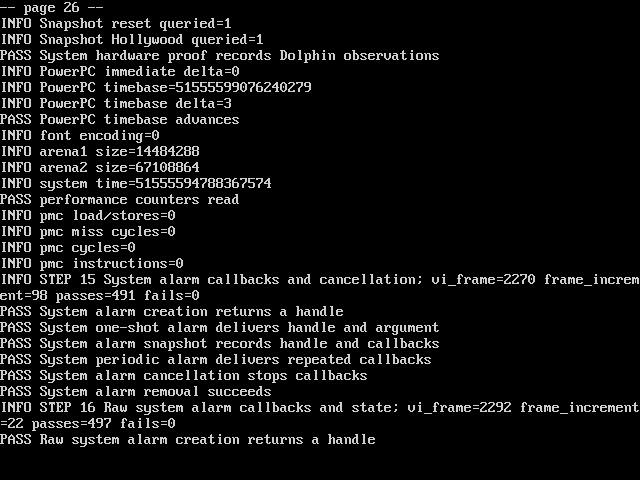 -- page 26 --
INFO Snapshot reset queried=1
INFO Snapshot Hollywood queried=1
PASS System hardware proof records Dolphin observations
INFO PowerPC immediate delta=0
INFO PowerPC timebase=51555599076240279
INFO PowerPC timebase delta=3
PASS PowerPC timebase advances
INFO font encoding=0
INFO arena1 size=14484288
INFO arena2 size=67108864
INFO system time=51555594788367574
PASS performance counters read
INFO pmc load/stores=0
INFO pmc miss cycles=0
INFO pmc cycles=0
INFO pmc instructions=0
INFO STEP 15 System alarm callbacks and cancellation; vi_frame=2270 frame_increm
ent=98 passes=491 fails=0
PASS System alarm creation returns a handle
PASS System one-shot alarm delivers handle and argument
PASS System alarm snapshot records handle and callbacks
PASS System periodic alarm delivers repeated callbacks
PASS System alarm cancellation stops callbacks
PASS System alarm removal succeeds
INFO STEP 16 Raw system alarm callbacks and state; vi_frame=2292 frame_increment
=22 passes=497 fails=0
PASS Raw system alarm creation returns a handle